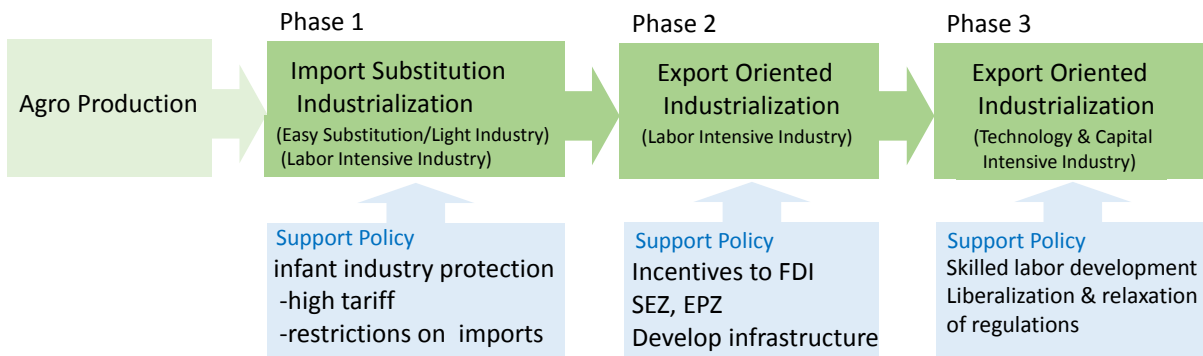 Agro Production
Phase 1
Import Substitution
Industrialization
(Easy Substitution/Light Industry)
(Labor Intensive Industry)
Support Policy
infant industry protection
-high tariff
-restrictions on imports
Phase 2
Export Oriented
Industrialization
(Labor Intensive Industry)
Support Policy
Incentives to FDI
SEZ, EPZ
Develop infrastructure
Phase 3
Export Oriented
Industrialization
(Technology & Capital
Intensive Industry)
Support Policy
Skilled labor development
Liberalization & relaxation
of regulations